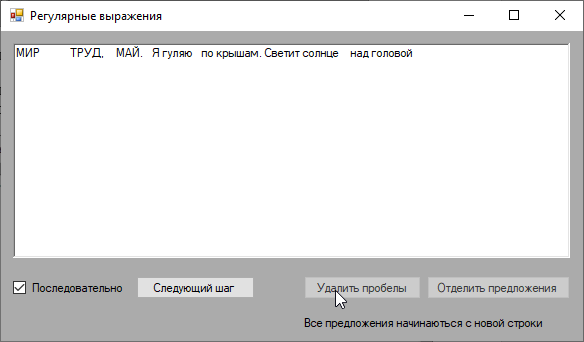 Регулярные выражения
МИР ТРУД, МАЙ. Я гуляю по крышам. Светит солнце над головой
Последовательно Следующий шаг Удалить пробелы Отделить предложения
Все предложения начинаються с новой строки